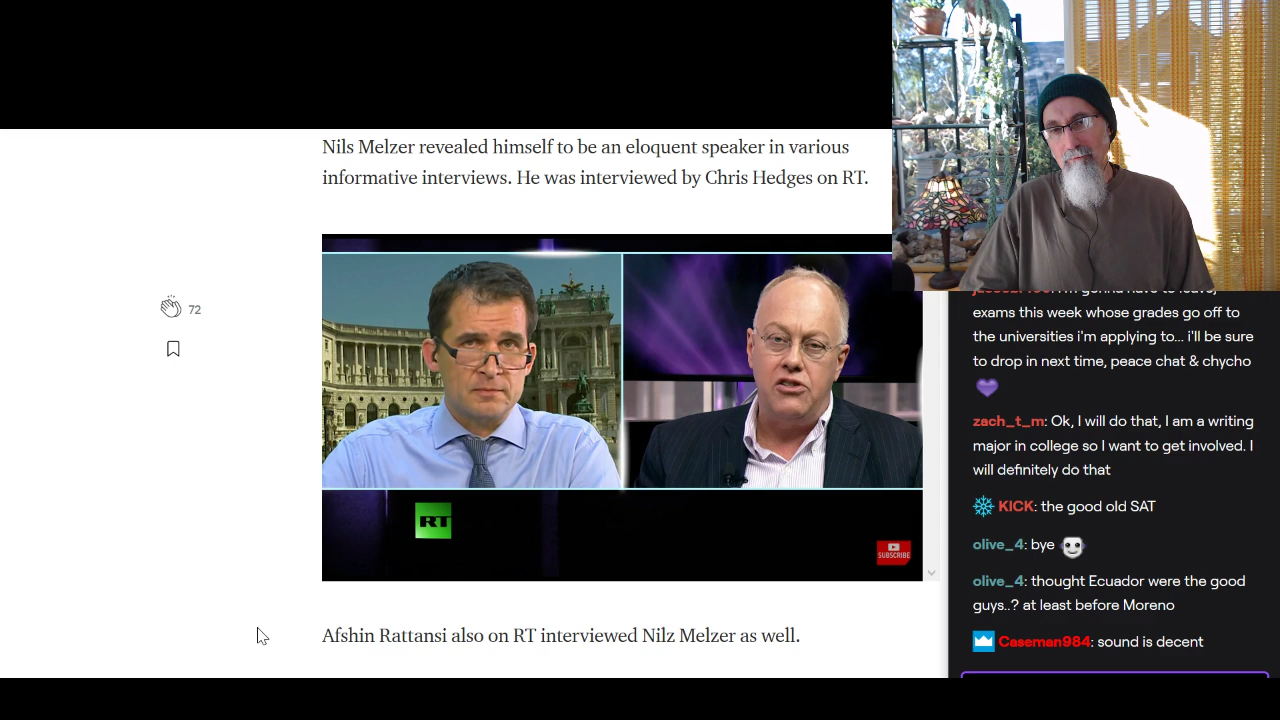 Nils Melzer revealed himself to be an eloquent speaker in various
informative interviews. He was interviewed by Chris Hedges on RT.
72
RT
SUBSCRIBE
Afshin Rattansi also on RT interviewed Nilz Melzer as well.
exams this week whose grades go off to
the universities i'm applying to... i'll be sure
to drop in next time, peace chat & chycho
zach_t_m: Ok, I will do that, I am a writing
major in college so I want to get involved. I
will definitely do that
KICK: the good old SAT
olive_4: bye
olive_4: thought Ecuador were the good
guys..? at least before Moreno
Caseman984: sound is decent